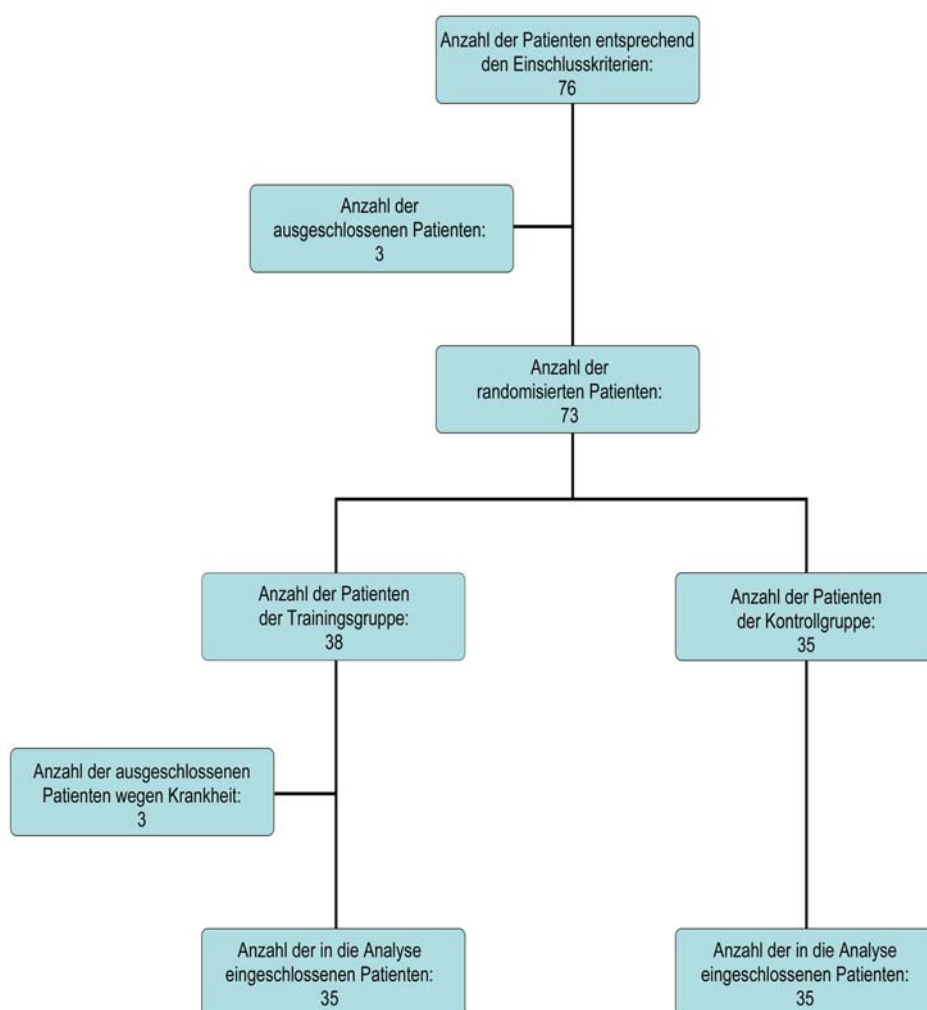 Anzahl der Patienten entsprechend
den Einschlusskriterien:
76
Anzahl der
ausgeschlossenen Patienten:
3
Anzahl der
randomisierten Patienten:
73
Anzahl der Patienten
der Trainingsgruppe:
38
Anzahl der Patienten
der Kontrollgruppe:
35
Anzahl der ausgeschlossenen
Patienten wegen Krankheit:
3
Anzahl der in die Analyse
eingeschlossenen Patienten:
35
Anzahl der in die Analyse
eingeschlossenen Patienten:
35